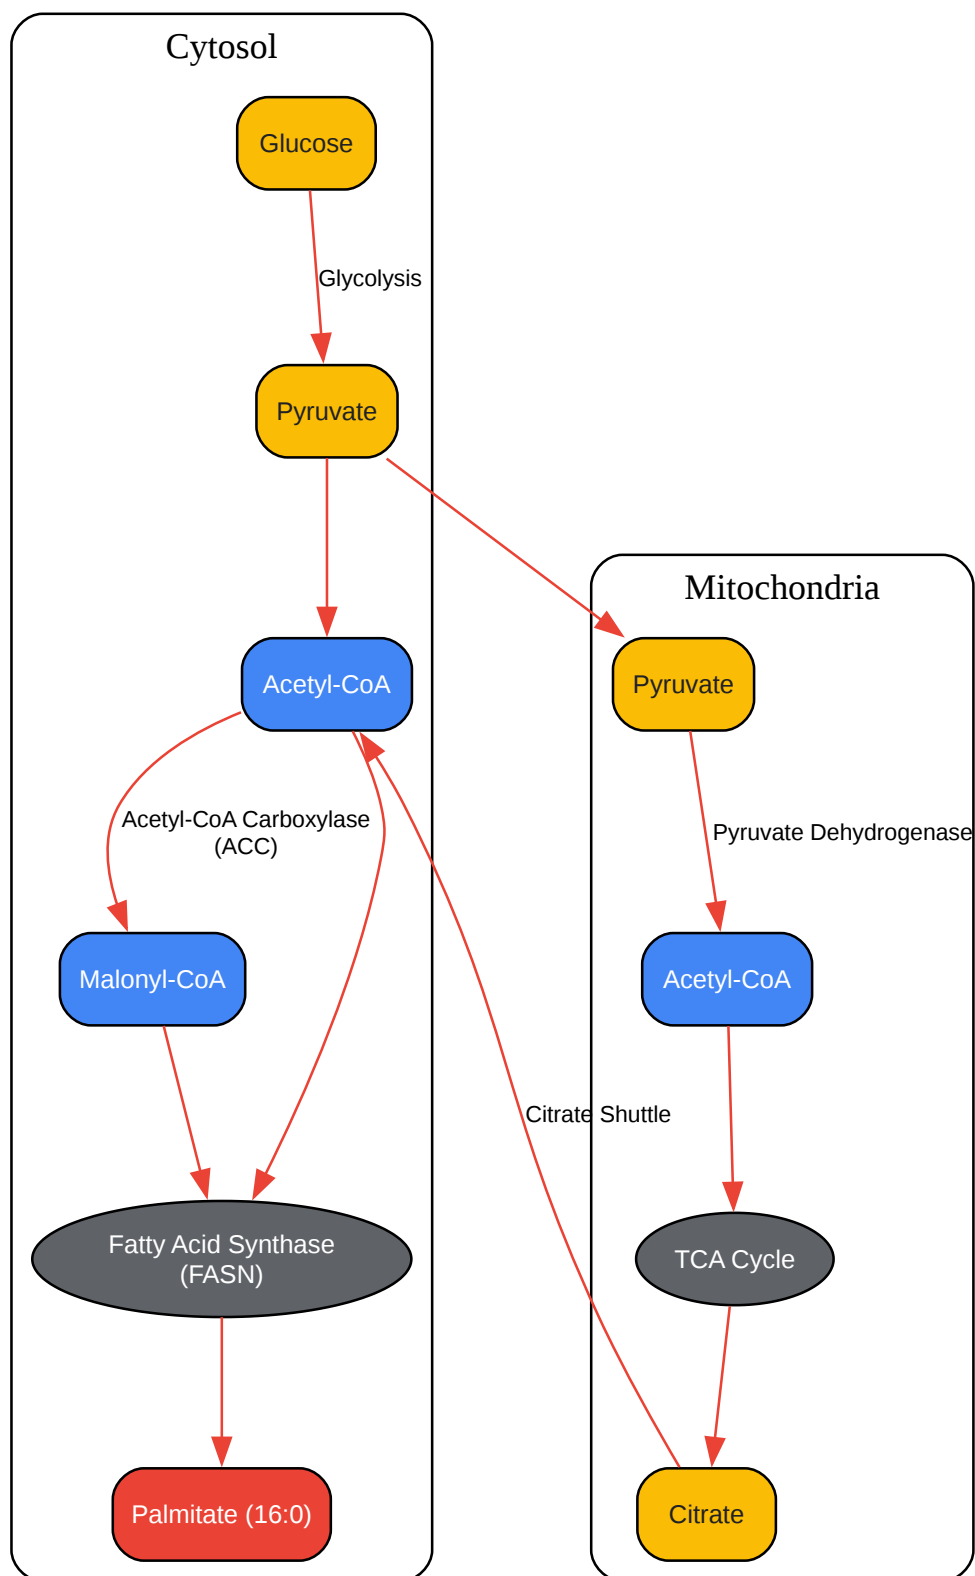 Cytosol
Glucose
Glycolysis
Pyruvate
Acetyl-CoA
Acetyl-CoA Carboxylase
(ACC)
Malonyl-CoA
Fatty Acid Synthase
(FASN)
Palmitate (16:0)
Citrate Shuttle
Mitochondria
Pyruvate
Pyruvate Dehydrogenase
Acetyl-CoA
TCA Cycle
Citrate